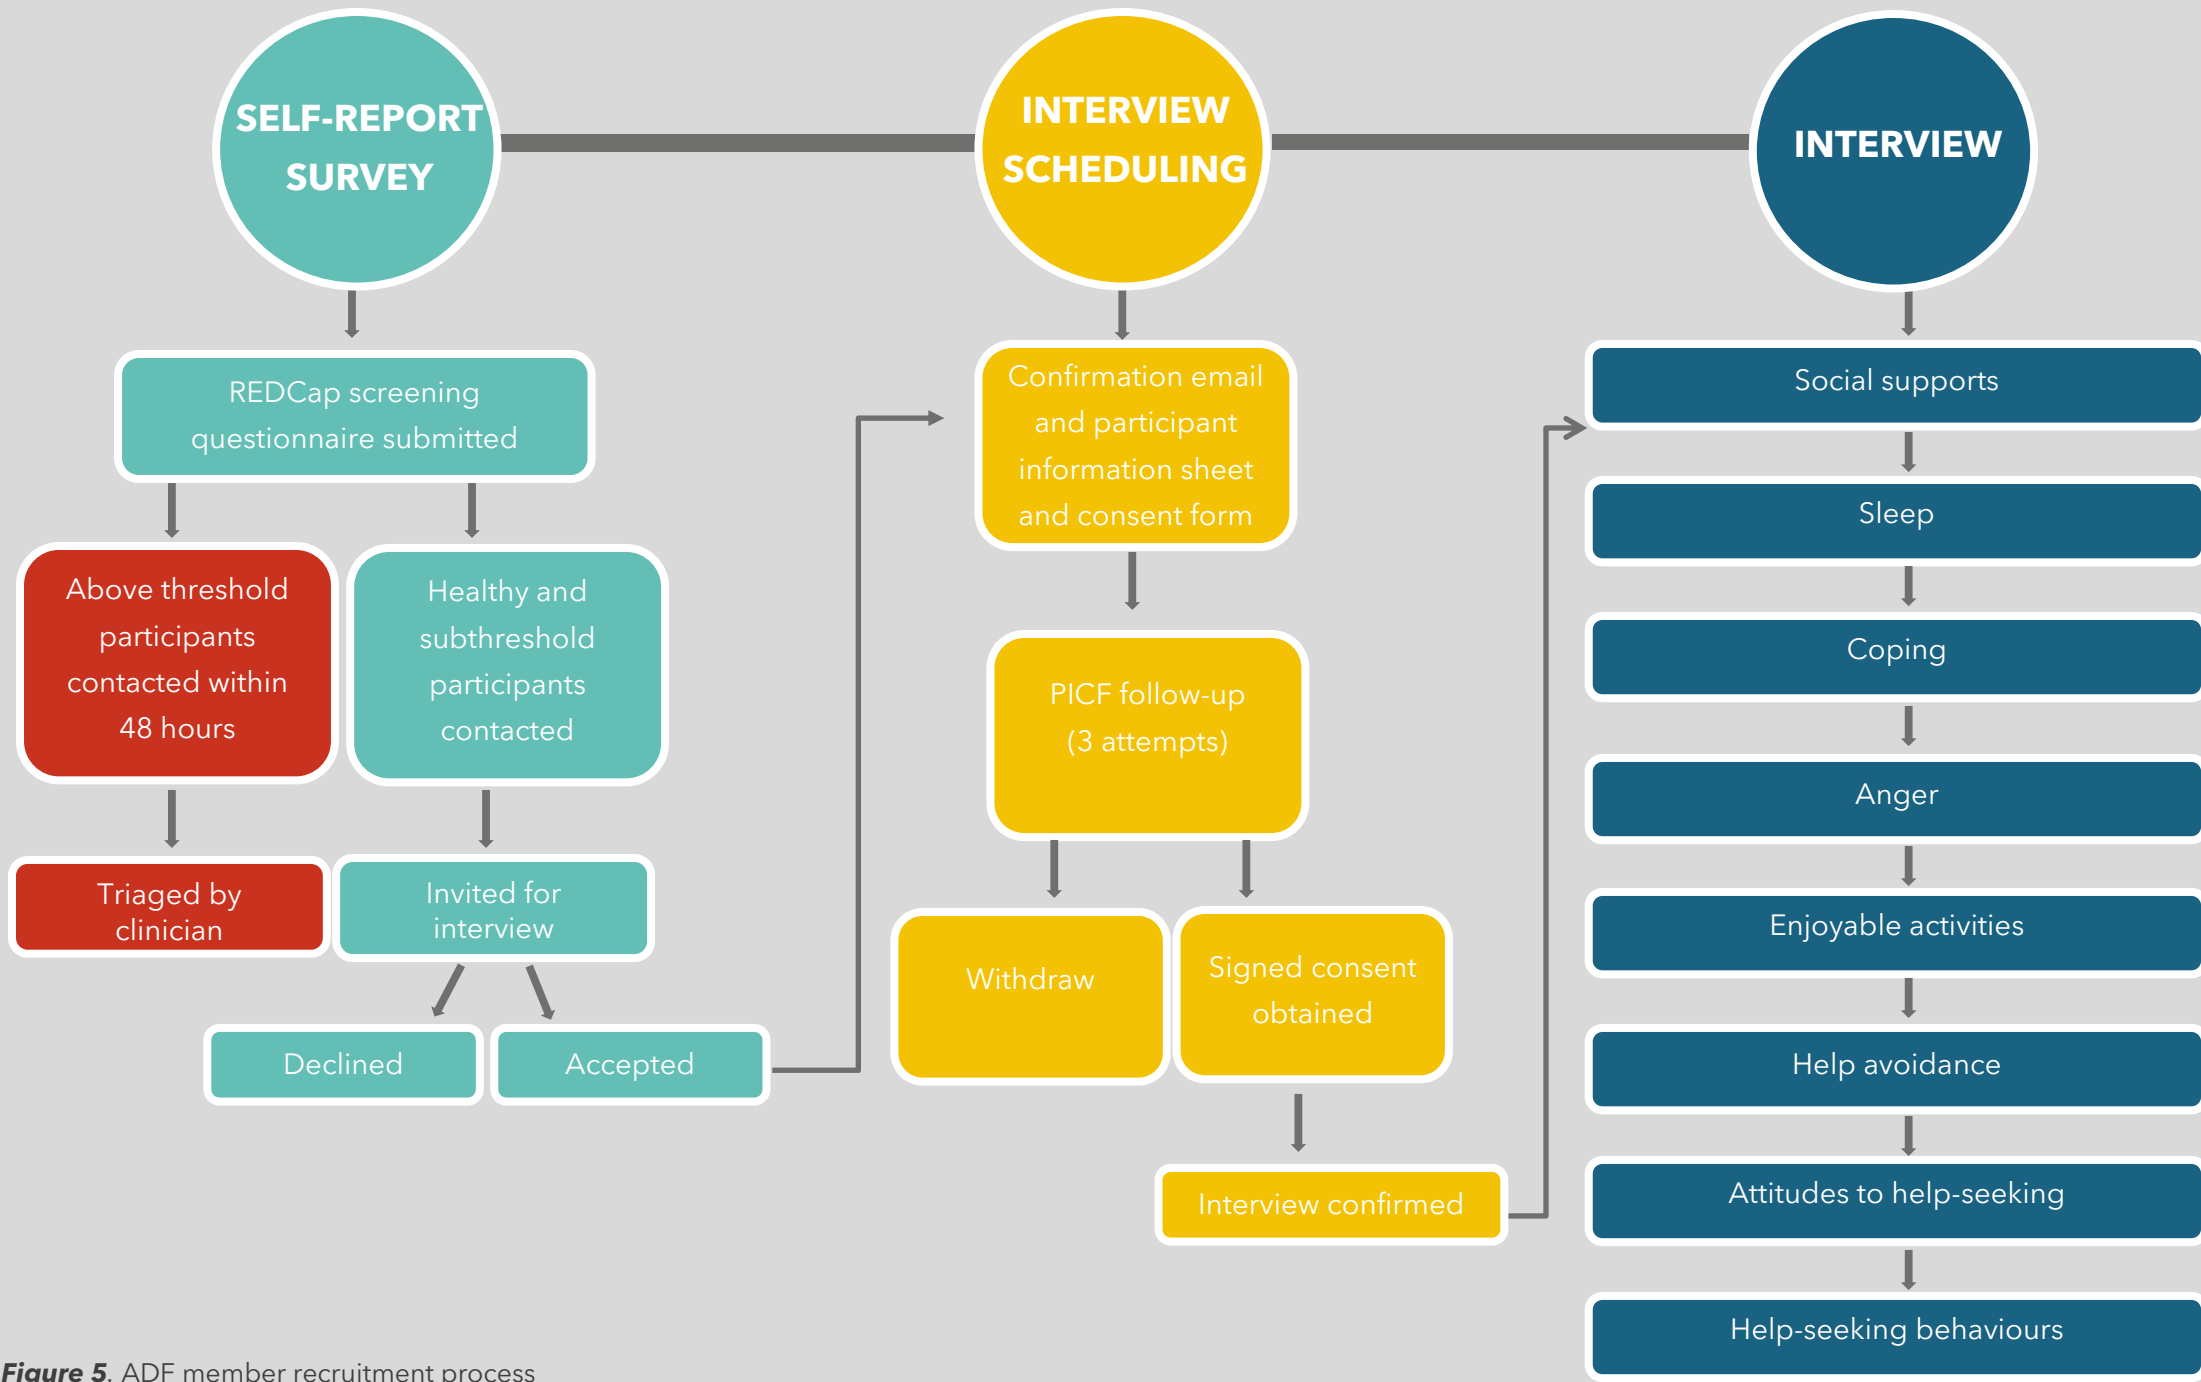 SELF-REPORT
SURVEY
INTERVIEW
SCHEDULING
INTERVIEW
REDCap screening
questionnaire submitted
Above threshold
participants
contacted within
48 hours
Healthy and
subthreshold
participants
contacted
Triaged by
clinician
Invited for
interview
Declined
Accepted
Confirmation email
and participant
information sheet
and consent form
PICF follow-up
(3 attempts)
Withdraw
Signed consent
obtained
Interview confirmed
Social supports
Sleep
Coping
Anger
Enjoyable activities
Help avoidance
Attitudes to help-seeking
Help-seeking behaviours
Figure 5. ADF member recruitment process